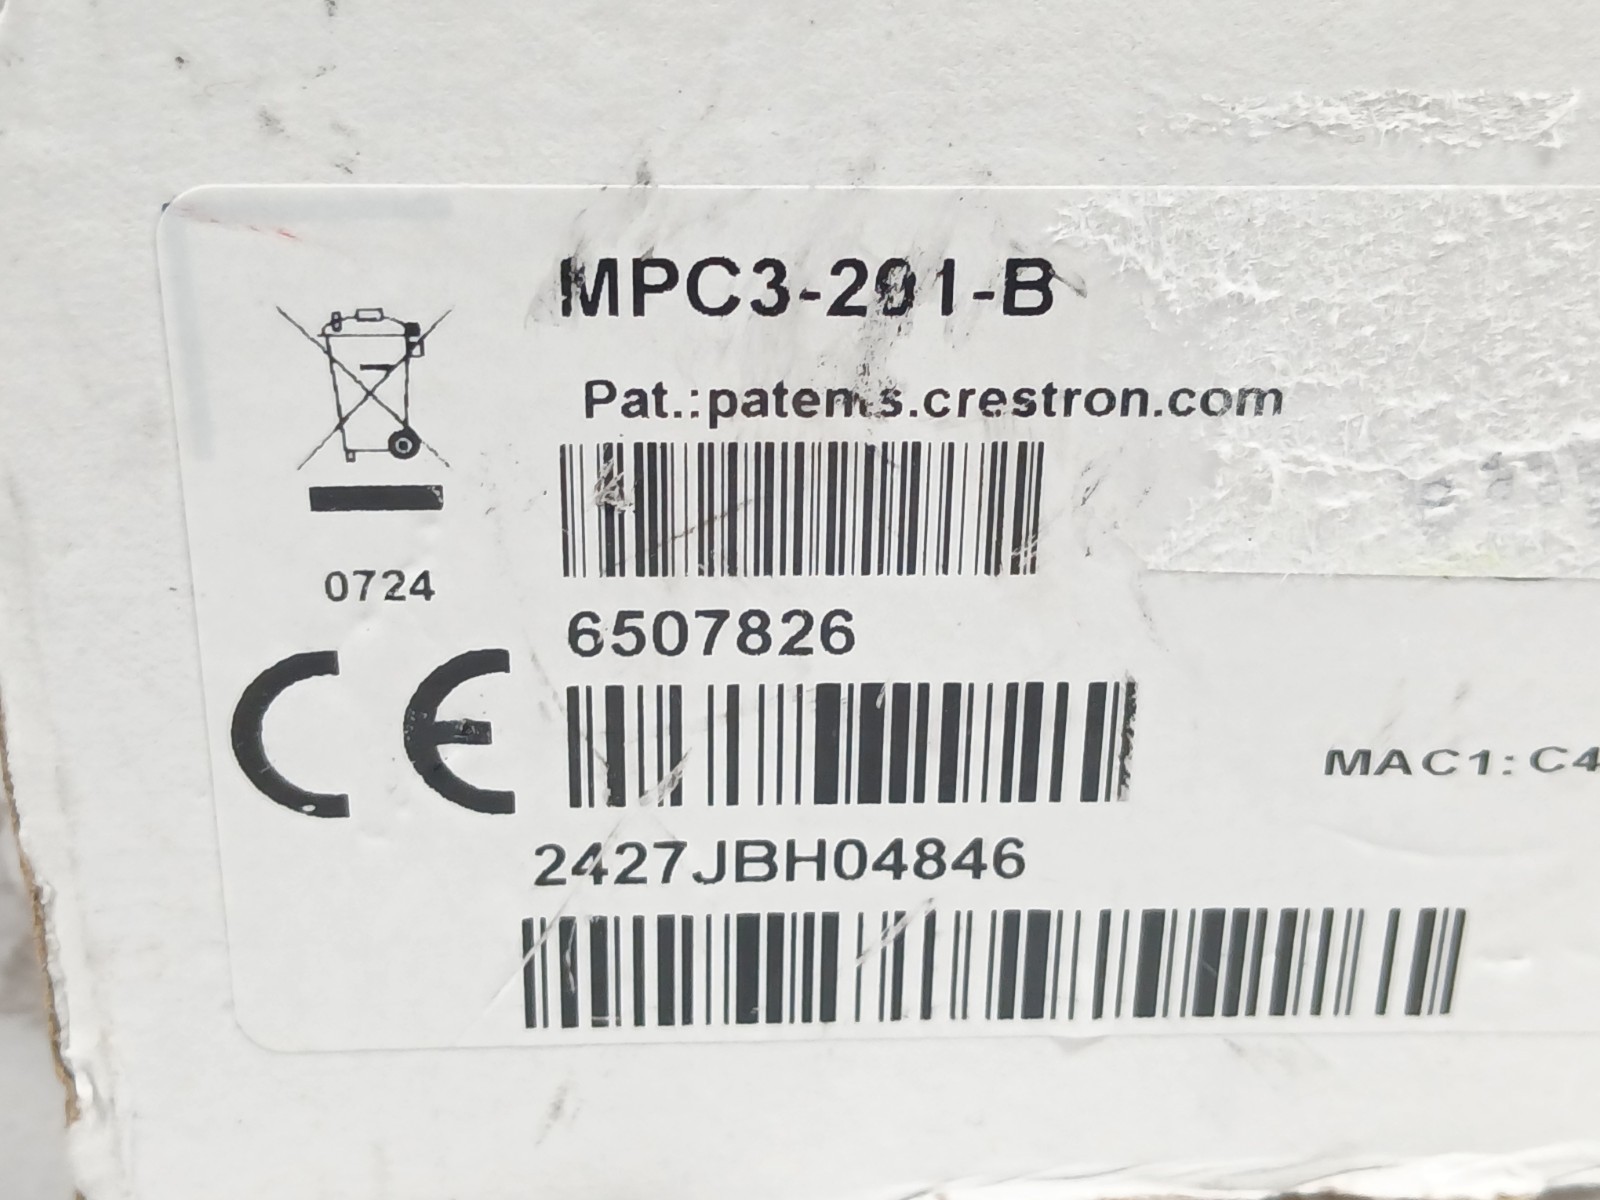 MPC3-201-B
Pat.:patents.crestron.com
0724
6507826
CE
MAC1:C4
2427JBH04846